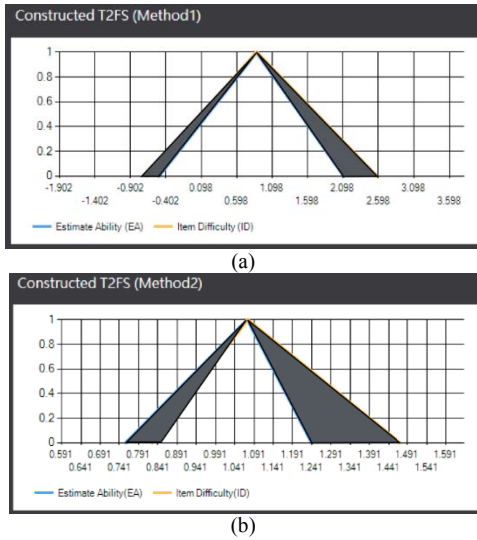 Constructed T2FS (Method1)
1
0.8
0.6
0.4
0.2
0
-1.902 -0.902 -0.402 0.098 1.098 2.098 3.098
-1.402 0.598 1.598 2.598 3.598
Estimate Ability (EA) Item Difficulty (ID)
(a)
Constructed T2FS (Method2)
1
0.8
0.6
0.4
0.2
0
0.591 0.691 0.791 0.891 0.991 1.091 1.191 1.291 1.391 1.491 1.591
0.641 0.741 0.841 0.941 1.041 1.141 1.241 1.341 1.441 1.541
Estimate Ability(EA) Item Difficulty(ID)
(b)